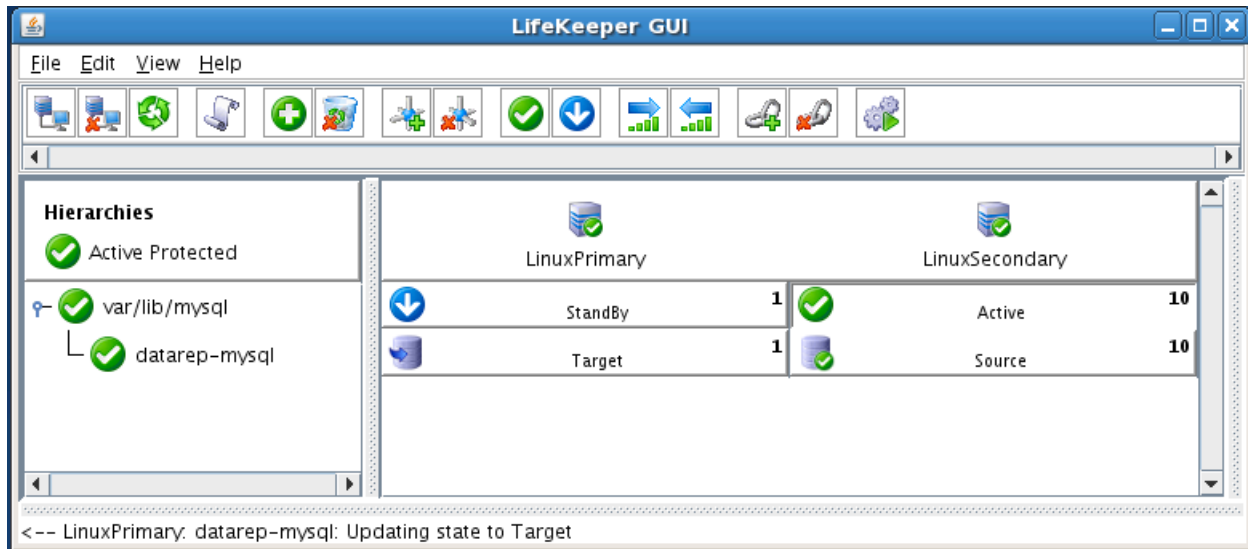 LifeKeeper GUI
File Edit View Help
Hierarchies
Active Protected
LinuxPrimary
LinuxSecondary
var/lib/mysql
StandBy 1
Active 10
datarep-mysql
Target 1
Source 10
<-- LinuxPrimary: datarep-mysql: Updating state to Target